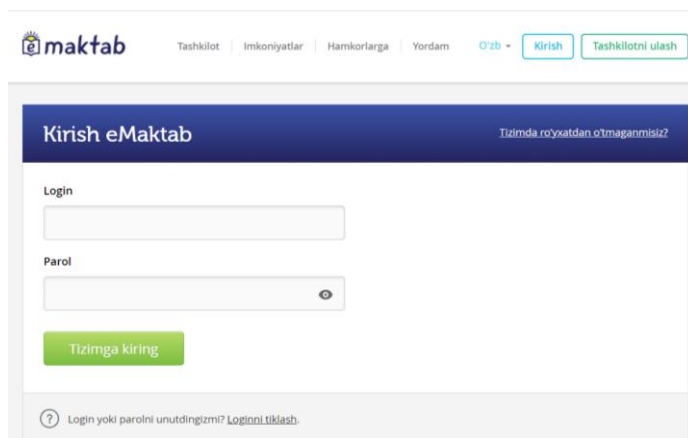 emaktab
Tashkilot Imkoniyatlar Hamkorlarga Yordam O'zb Kirish Tashkilotni ulash
Kirish eMaktab Tizimda ro'yxatdan o'tmaganmisiz?
Login
Parol
Tizimga kiring
? Login yoki parolni unutdingizmi? Loginni tiklash.